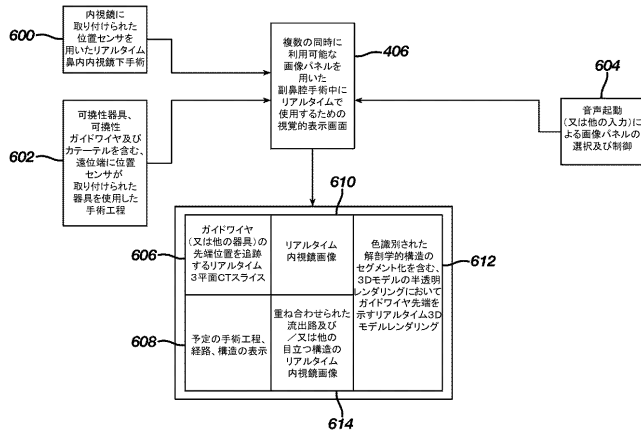 600
内視鏡に
取り付けられた
位置センサを
用いたリアルタイム
鼻内内視鏡下手術
602
可撓性器具、
可撓性
ガイドワイヤ及び
カテーテルを含む、
遠位端に位置
センサが
取り付けられた
器具を使用した
手術工程
複数の同時に
利用可能な
画像パネルを
用いた
副鼻腔手術中に
リアルタイムで
使用するための
視覚的表示画面
406
604
音声起動
(又は他の入力)に
よる画像パネルの
選択及び制御
610
606
ガイドワイヤ
(又は他の器具)の
先端位置を追跡
するリアルタイム
3平面CTスライス
リアルタイム
内視鏡画像
色識別された
解剖学的構造の
セグメント化を含む、
3Dモデルの半透明
レンダリングにおいて
ガイドワイヤ先端を
示すリアルタイム3D
モデルレンダリング
612
608
予定の手術工程、
経路、構造の表示
重ね合わせられた
流出路及び
/又は他の
目立つ構造の
リアルタイム
内視鏡画像
614